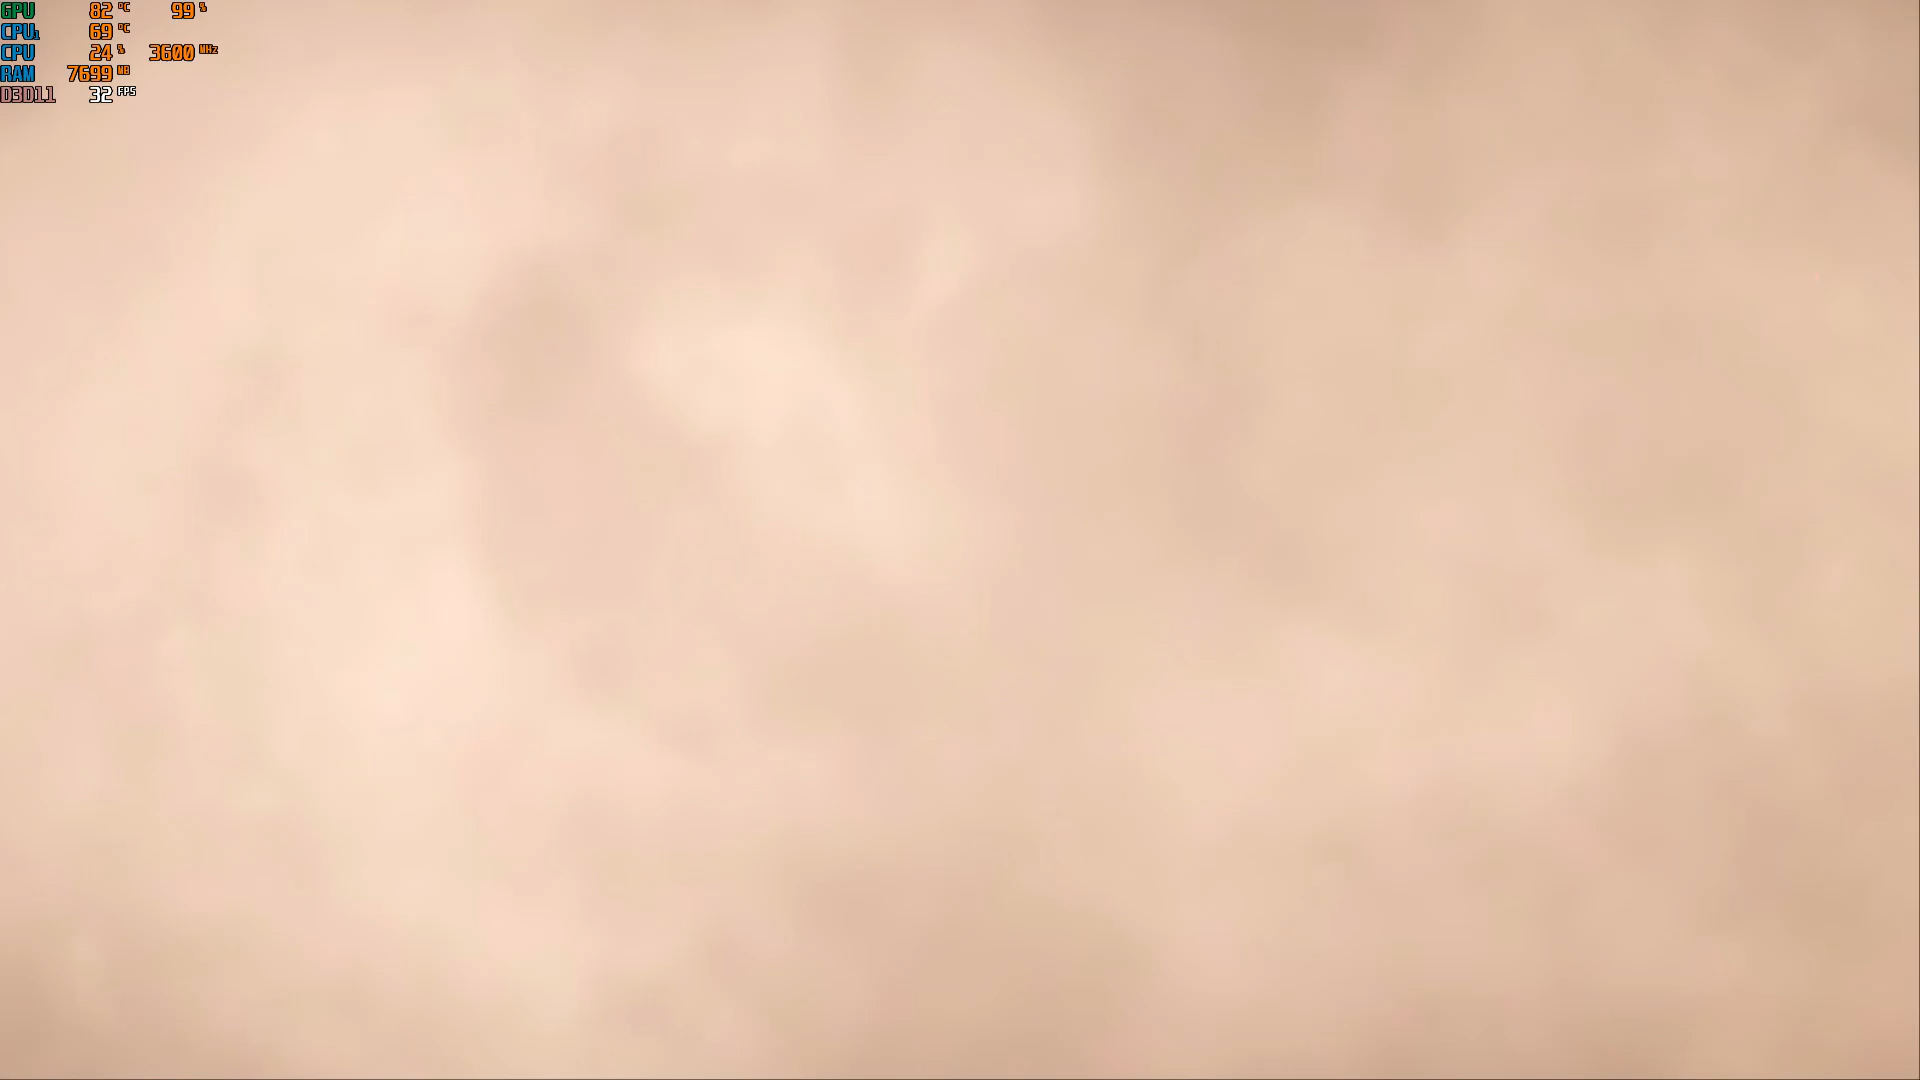 GPU 82 °C 99 %
CPU1 69 °C
CPU 24 % 3600 MHz
RAM 7699 MB
D3D11 32 FPS